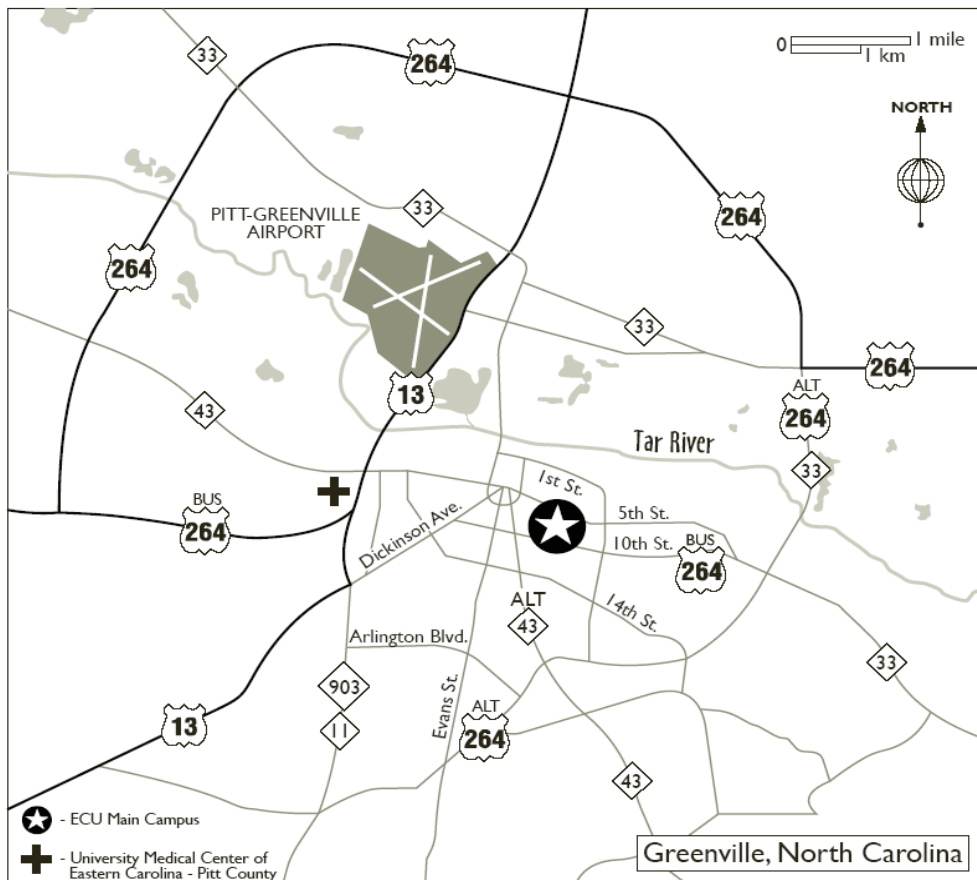 33
264
0
1 mile
1 km
NORTH
33
264
PITT-GREENVILLE
AIRPORT
264
33
264
13
ALT
264
43
Tar River
33
BUS
264
1st St.
5th St.
10th St.
BUS
264
Dickinson Ave.
ALT
43
14th St.
Arlington Blvd.
33
903
11
Evans St.
ALT
264
13
43
- ECU Main Campus
- University Medical Center of
Eastern Carolina - Pitt County
Greenville, North Carolina